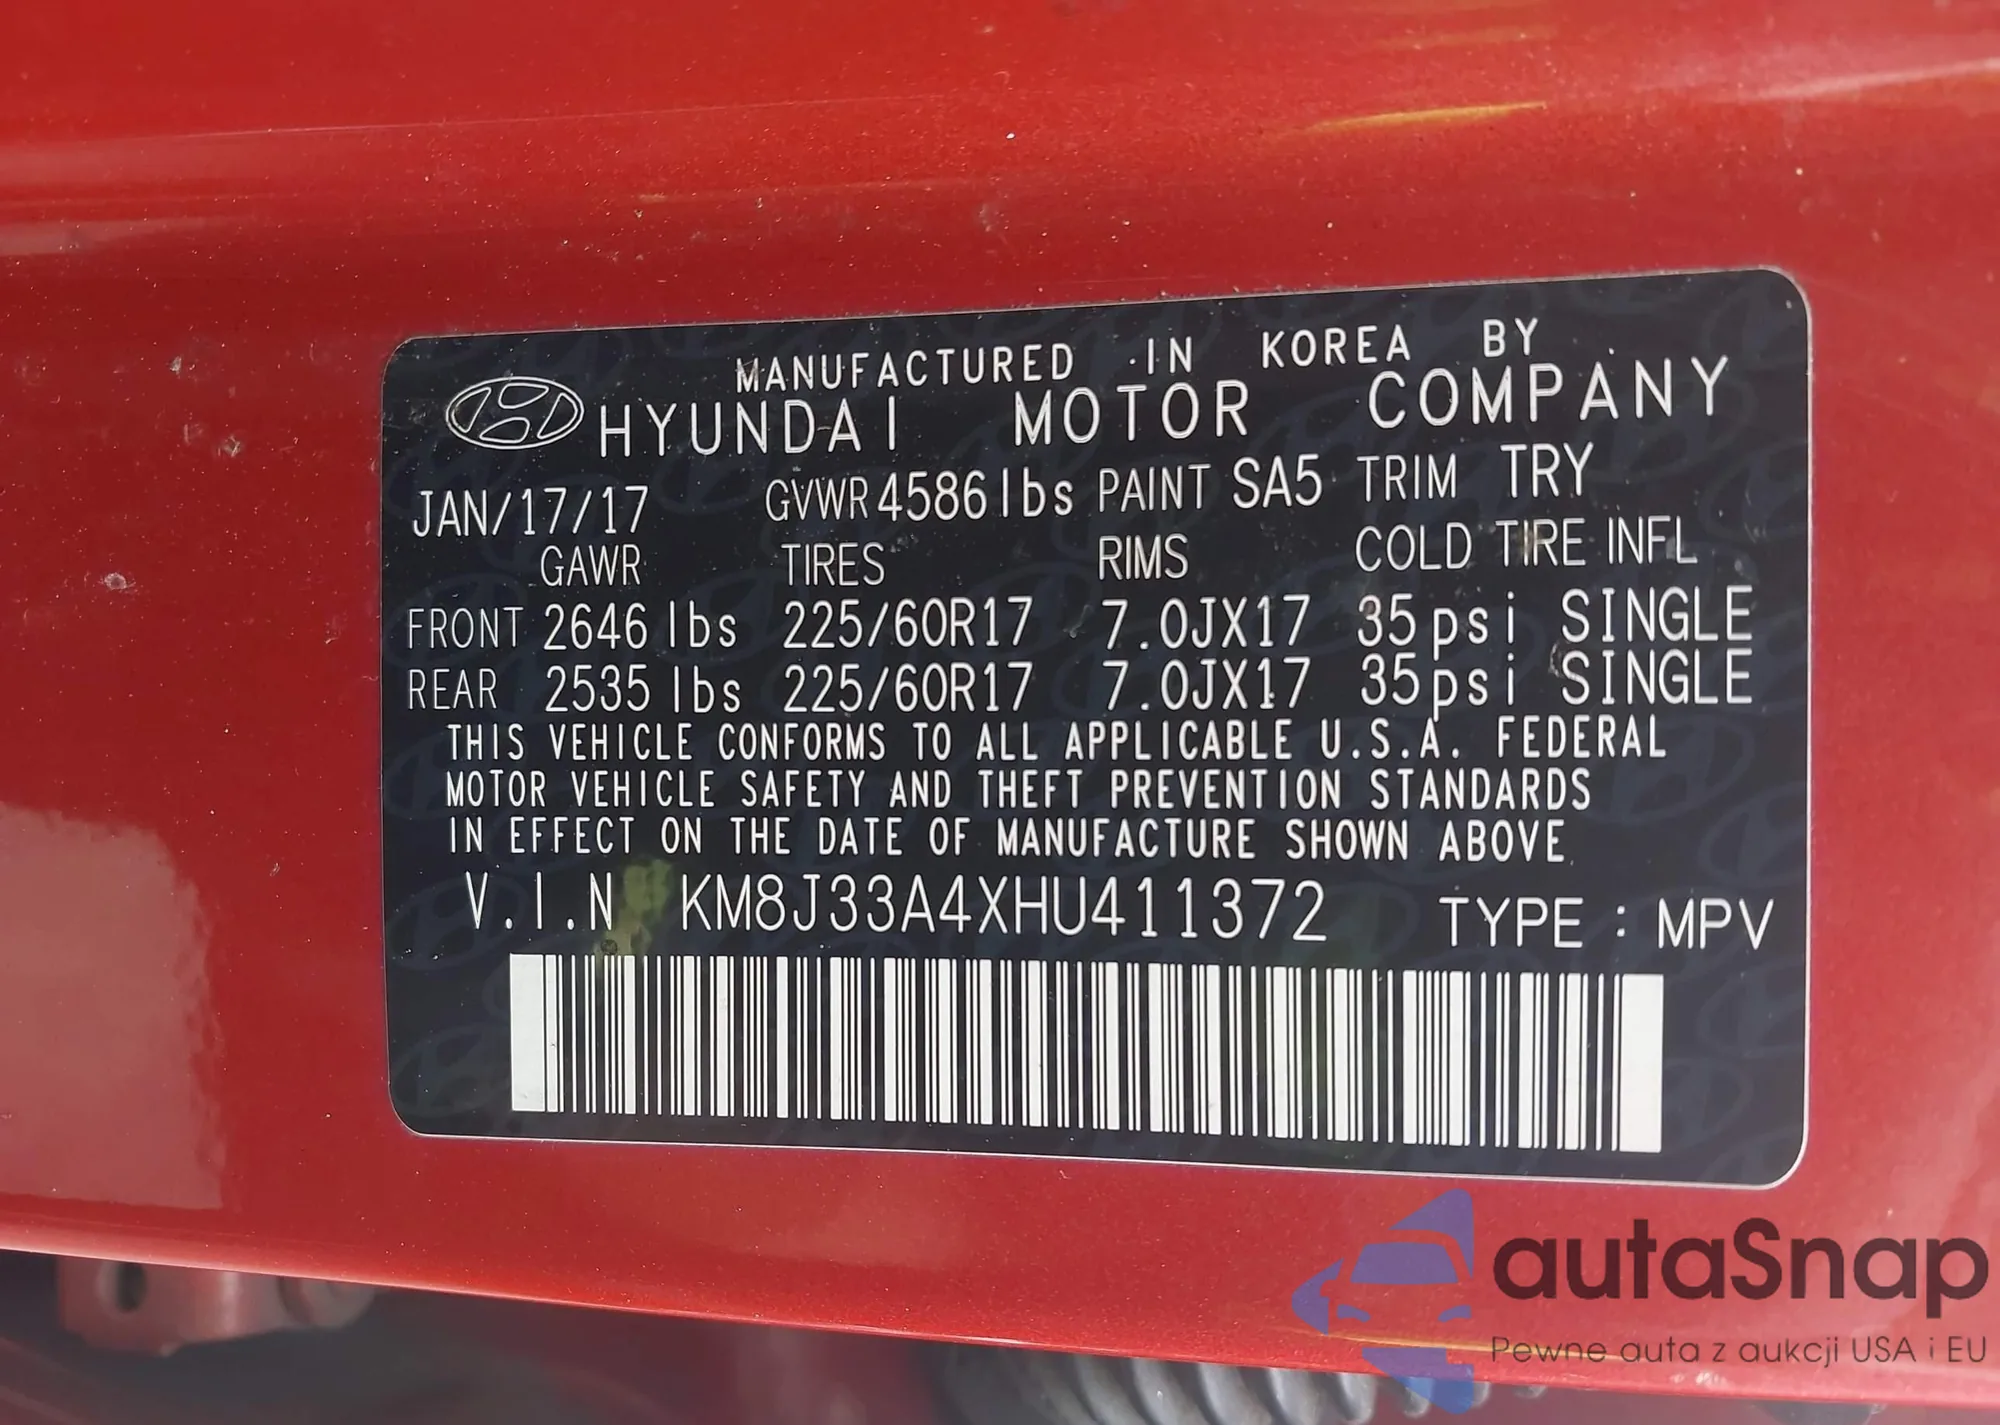 MANUFACTURED IN KOREA BY
HYUNDAI MOTOR COMPANY
JAN/17/17 GVWR 4586 lbs PAINT SA5 TRIM TRY
GAWR TIRES RIMS COLD TIRE INFL
FRONT 2646 lbs 225/60R17 7.0JX17 35psi SINGLE
REAR 2535 lbs 225/60R17 7.0JX17 35psi SINGLE
THIS VEHICLE CONFORMS TO ALL APPLICABLE U.S.A. FEDERAL
MOTOR VEHICLE SAFETY AND THEFT PREVENTION STANDARDS
IN EFFECT ON THE DATE OF MANUFACTURE SHOWN ABOVE
V.I.N KM8J33A4XHU411372 TYPE : MPV
autaSnap
Pewne auta z aukcji USA i EU